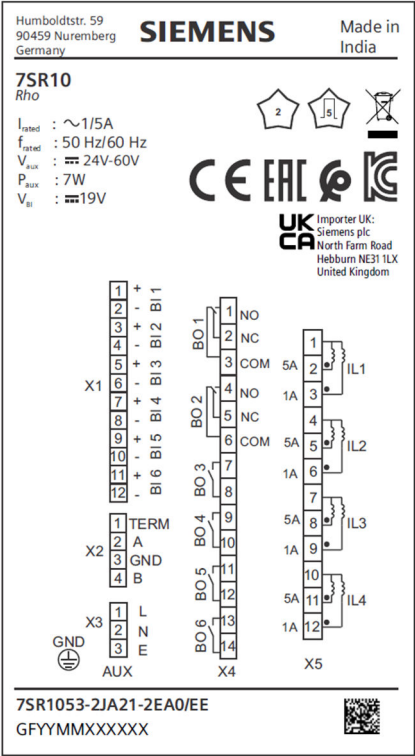 Humboldtstr. 59
90459 Nuremberg
Germany
SIEMENS
Made in
India
7SR10
Rho
Irated : ~1/5A
frated : 50 Hz/60 Hz
Vaux : ⎓ 24V-60V
Paux : 7W
VBI : ⎓19V
2
5
CE EAC
UK
CA
Importer UK:
Siemens plc
North Farm Road
Hebburn NE31 1LX
United Kingdom
X1
1 + BI 1
2 -
3 + BI 2
4 -
5 + BI 3
6 -
7 + BI 4
8 -
9 + BI 5
10 -
11 + BI 6
12 -
X2
1 TERM
2 A
3 GND
4 B
X3
1 L
2 N
3 E
GND
AUX
BO 1
1 NO
2 NC
3 COM
BO 2
4 NO
5 NC
6 COM
BO 3
7
8
BO 4
9
10
BO 5
11
12
BO 6
13
14
X4
1
5A 2 IL1
1A 3
4
5A 5 IL2
1A 6
7
5A 8 IL3
1A 9
10
5A 11 IL4
1A 12
X5
7SR1053-2JA21-2EA0/EE
GFYYMMXXXXXX